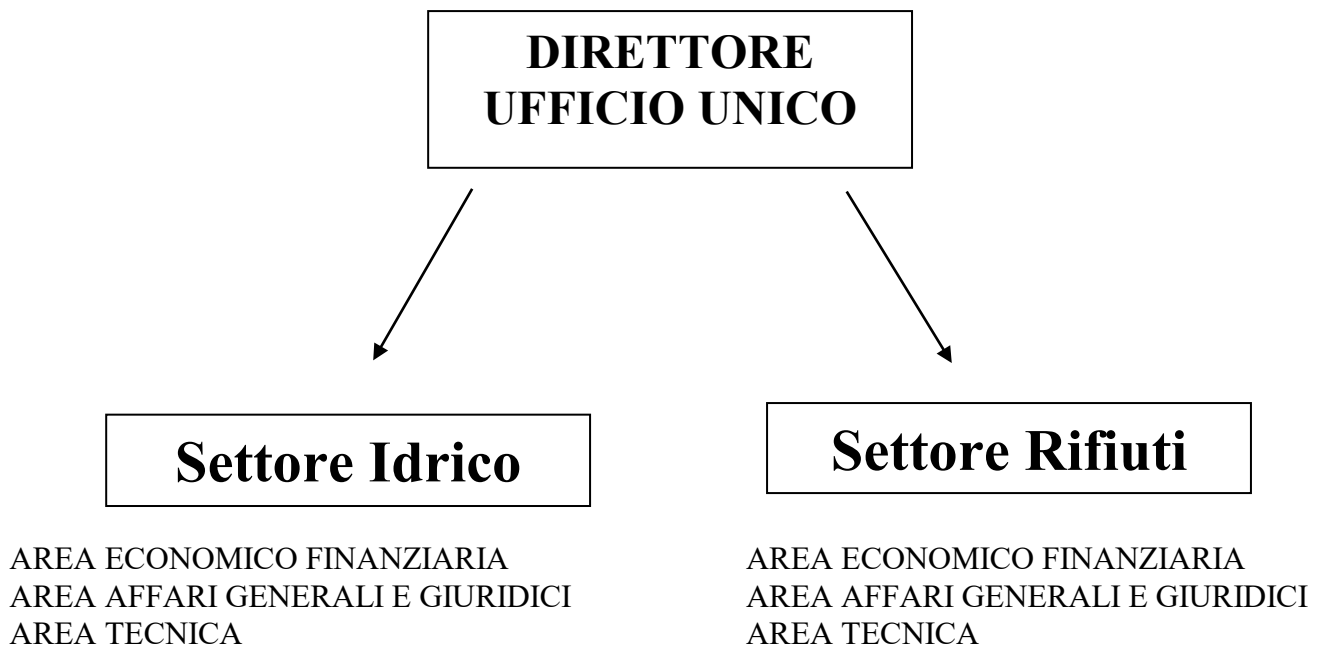 DIRETTORE
UFFICIO UNICO
Settore Idrico
Settore Rifiuti
AREA ECONOMICO FINANZIARIA
AREA AFFARI GENERALI E GIURIDICI
AREA TECNICA
AREA ECONOMICO FINANZIARIA
AREA AFFARI GENERALI E GIURIDICI
AREA TECNICA